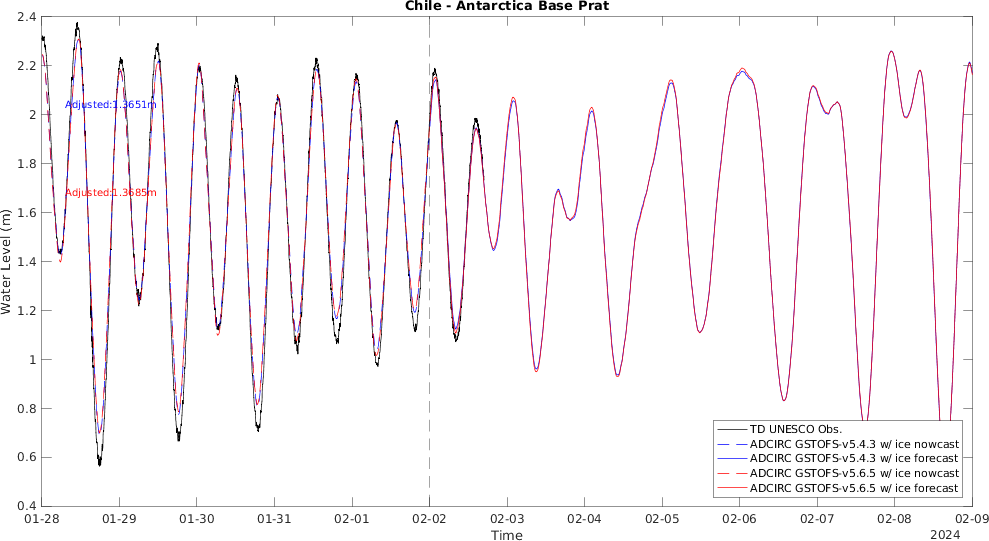 Chile - Antarctica Base Prat
2.4
2.2
2
1.8
1.6
1.4
1.2
1
0.8
0.6
0.4
Water Level (m)
Adjusted:1.3651m
Adjusted:1.3685m
TD UNESCO Obs.
ADCIRC GSTOFS-v5.4.3 w/ ice nowcast
ADCIRC GSTOFS-v5.4.3 w/ ice forecast
ADCIRC GSTOFS-v5.6.5 w/ ice nowcast
ADCIRC GSTOFS-v5.6.5 w/ ice forecast
01-28 01-29 01-30 01-31 02-01 02-02 02-03 02-04 02-05 02-06 02-07 02-08 02-09
Time
2024